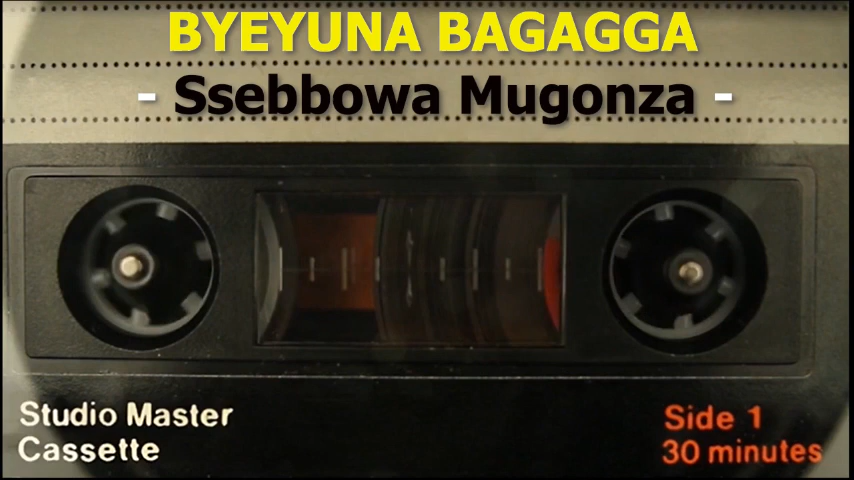 BYEYUNA BAGAGGA
- Ssebbowa Mugonza -
Studio Master
Cassette
Side 1
30 minutes